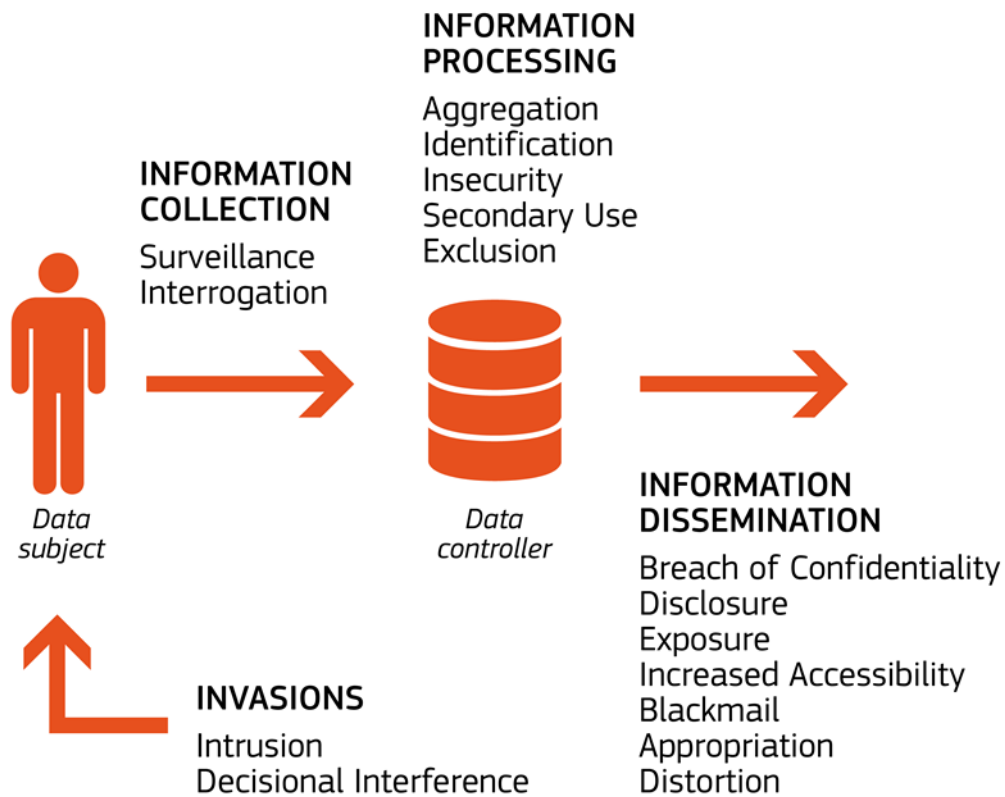 INFORMATION
COLLECTION
Surveillance
Interrogation
Data
subject
INFORMATION
PROCESSING
Aggregation
Identification
Insecurity
Secondary Use
Exclusion
Data
controller
INFORMATION
DISSEMINATION
Breach of Confidentiality
Disclosure
Exposure
Increased Accessibility
Blackmail
Appropriation
Distortion
INVASIONS
Intrusion
Decisional Interference